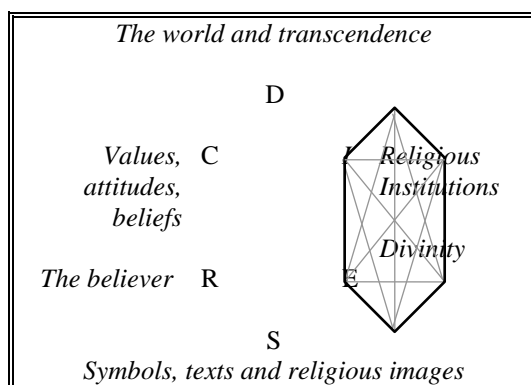 The world and transcendence
D
Values, C I Religious
attitudes, Institutions
beliefs
Divinity
The believer R E
S
Symbols, texts and religious images